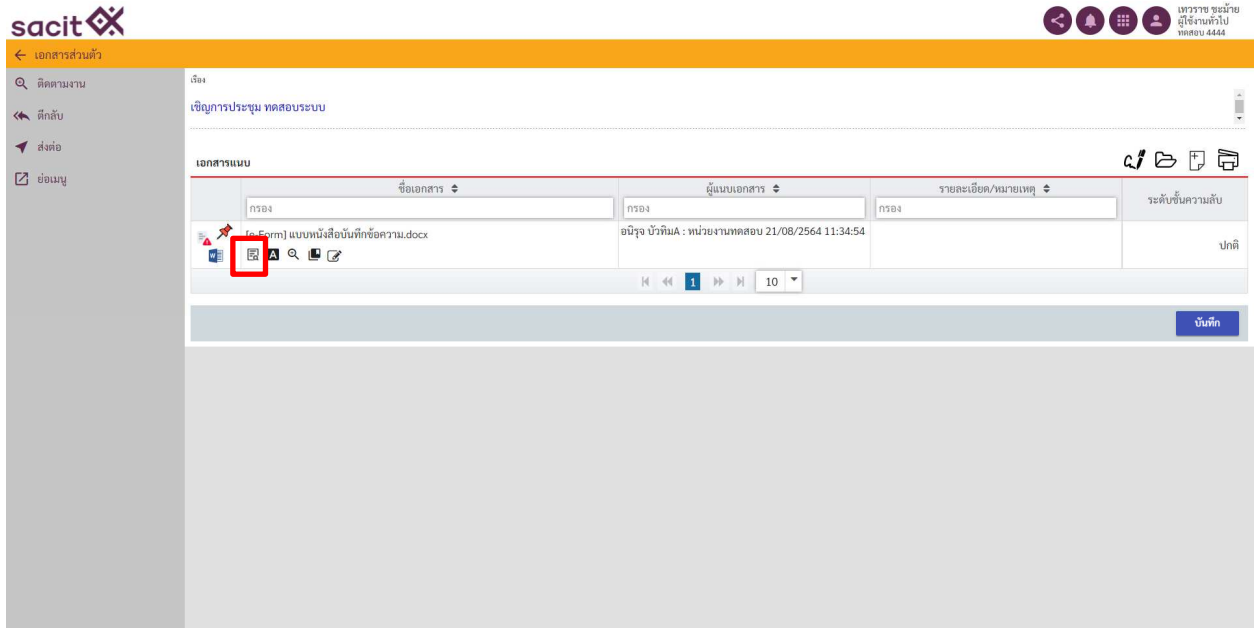 sacit
เทวราช ชะม้าย
ผู้ใช้งานทั่วไป
ทดสอบ 4444
เอกสารส่วนตัว
ติดตามงาน
ตีกลับ
ส่งต่อ
ย่อเมนู
เรื่อง
เชิญการประชุม ทดสอบระบบ
เอกสารแนบ
ชื่อเอกสาร
ผู้แนบเอกสาร
รายละเอียด/หมายเหตุ
ระดับชั้นความลับ
กรอง
กรอง
กรอง
[e-Form] แบบหนังสือบันทึกข้อความ.docx
อนิรุจ บัวทิมA : หน่วยงานทดสอบ 21/08/2564 11:34:54
ปกติ
1
10
บันทึก